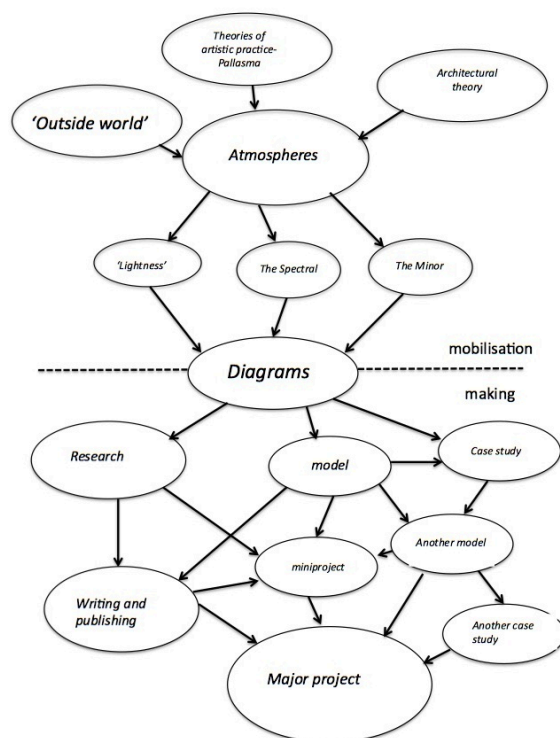 Theories of
artistic practice-
Pallasma
Architectural
theory
‘Outside world’
Atmospheres
‘Lightness’
The Spectral
The Minor
Diagrams
mobilisation
making
Research
model
Case study
Another model
miniproject
Writing and
publishing
Another case
study
Major project